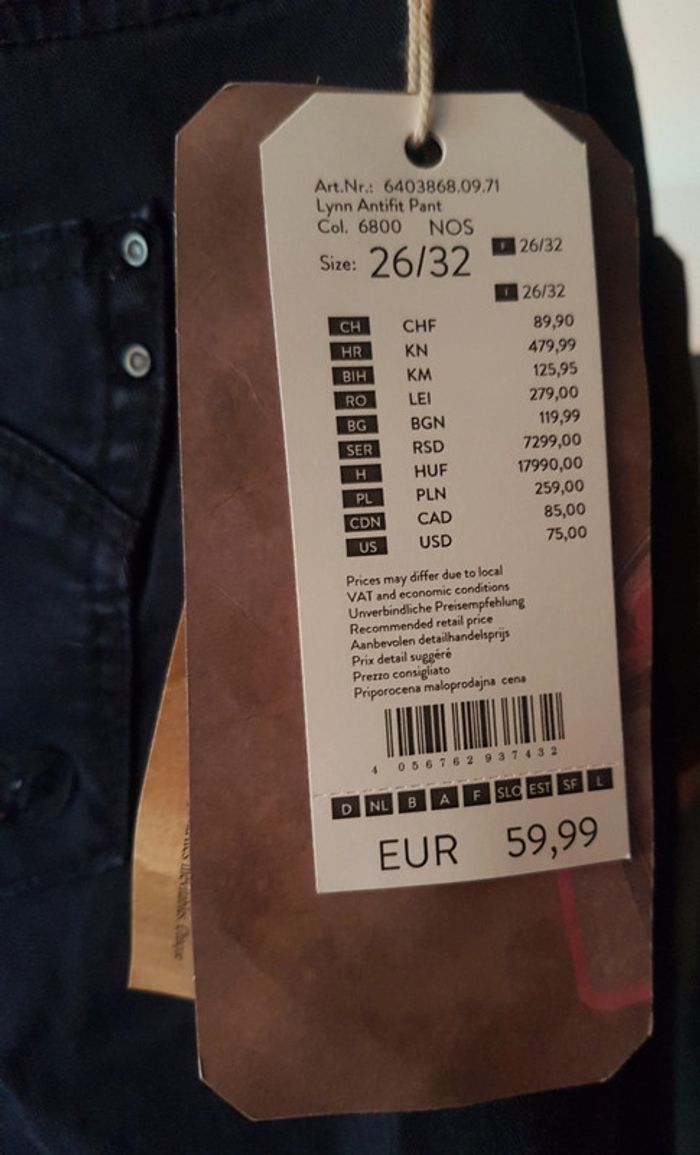 Art.Nr.: 6403868.09.71
Lynn Antifit Pant
Col. 6800 NOS
Size: 26/32 F 26/32
I 26/32
CH CHF 89,90
HR KN 479,99
BIH KM 125,95
RO LEI 279,00
BG BGN 119,99
SER RSD 7299,00
H HUF 17990,00
PL PLN 259,00
CDN CAD 85,00
US USD 75,00
Prices may differ due to local
VAT and economic conditions
Unverbindliche Preisempfehlung
Recommended retail price
Aanbevolen detailhandelsprijs
Prix detail suggéré
Prezzo consigliato
Priporocena maloprodajna cena
4 056762 937432
D NL B A F SLO EST SF L
EUR 59,99